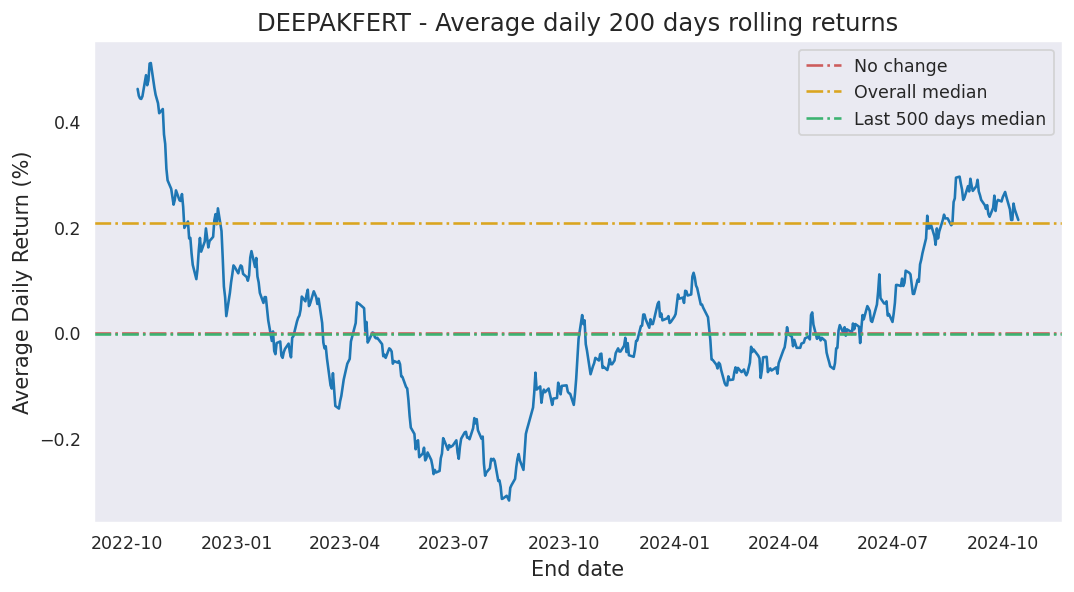 DEEPAKFERT - Average daily 200 days rolling returns
No change
Overall median
Last 500 days median
Average Daily Return (%)
0.4
0.2
0.0
−0.2
2022-10 2023-01 2023-04 2023-07 2023-10 2024-01 2024-04 2024-07 2024-10
End date